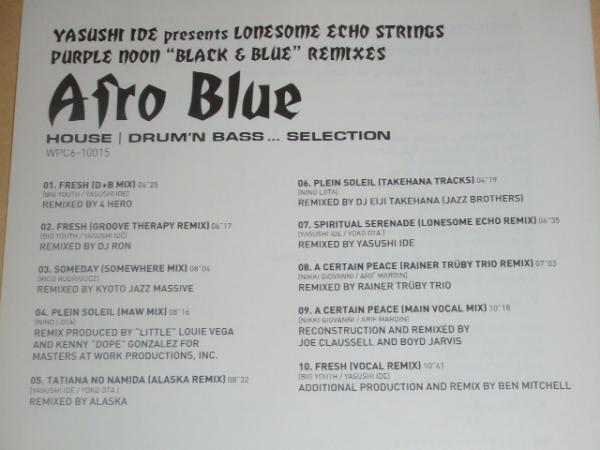 YASUSHI IDE presents LONESOME ECHO STRINGS
PURPLE NOON "BLACK & BLUE" REMIXES
Afro Blue
HOUSE | DRUM'N BASS... SELECTION
WPC6-10015
01. FRESH (D+B MIX) 06"25
[BIG YOUTH / YASUSHI IDE]
REMIXED BY 4 HERO
02. FRESH (GROOVE THERAPY REMIX) 06"17
[BIG YOUTH / YASUSHI IDE]
REMIXED BY DJ RON
03. SOMEDAY (SOMEWHERE MIX) 08"04
[RICO RODRIGUEZ]
REMIXED BY KYOTO JAZZ MASSIVE
04. PLEIN SOLEIL (MAW MIX) 08"16
[NINO LOTA]
REMIX PRODUCED BY "LITTLE" LOUIE VEGA
AND KENNY "DOPE" GONZALEZ FOR
MASTERS AT WORK PRODUCTIONS, INC.
05. TATIANA NO NAMIDA (ALASKA REMIX) 08"32
[YASUSHI IDE / YOKO OTA ]
REMIXED BY ALASKA
06. PLEIN SOLEIL (TAKEHANA TRACKS) 04"19
[NINO LOTA]
REMIXED BY DJ EIJI TAKEHANA (JAZZ BROTHERS)
07. SPIRITUAL SERENADE (LONESOME ECHO REMIX) 06"35
[YASUSHI IDE / YOKO OTA ]
REMIXED BY YASUSHI IDE
08. A CERTAIN PEACE (RAINER TRÜBY TRIO REMIX) 07"03
[NIKKI GIOVANNI / ARIF MARDIN]
REMIXED BY RAINER TRÜBY TRIO
09. A CERTAIN PEACE (MAIN VOCAL MIX) 10"18
[NIKKI GIOVANNI / ARIF MARDIN]
RECONSTRUCTION AND REMIXED BY
JOE CLAUSSELL AND BOYD JARVIS
10. FRESH (VOCAL REMIX) 10"41
[BIG YOUTH / YASUSHI IDE]
ADDITIONAL PRODUCTION AND REMIX BY BEN MITCHELL